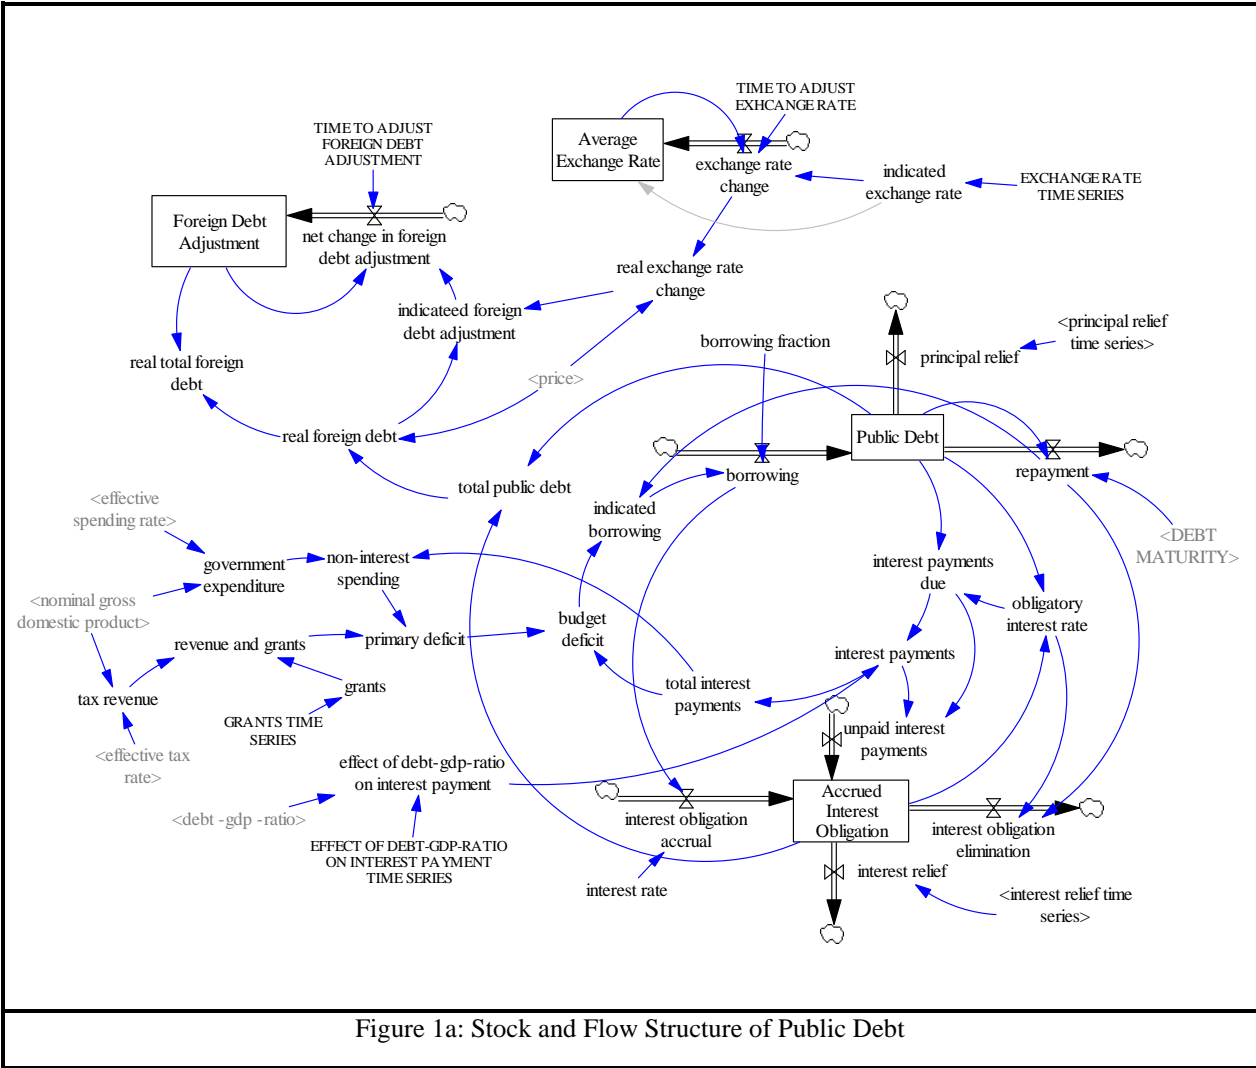 TIME TO ADJUST
EXHCANGE RATE
TIME TO ADJUST
FOREIGN DEBT
ADJUSTMENT
Average
Exchange Rate
exchange rate
change
indicated
exchange rate
EXCHANGE RATE
TIME SERIES
Foreign Debt
Adjustment
net change in foreign
debt adjustment
real exchange rate
change
indicateed foreign
debt adjustment
real total foreign
debt
<price>
borrowing fraction
principal relief
<principal relief
time series>
real foreign debt
Public Debt
total public debt
borrowing
repayment
indicated
borrowing
<effective
spending rate>
<DEBT
MATURITY>
government
expenditure
non-interest
spending
interest payments
due
<nominal gross
domestic product>
obligatory
interest rate
budget
deficit
revenue and grants
primary deficit
interest payments
tax revenue
grants
total interest
payments
GRANTS TIME
SERIES
unpaid interest
payments
<effective tax
rate>
effect of debt-gdp-ratio
on interest payment
Accrued
Interest
Obligation
<debt -gdp -ratio>
interest obligation
accrual
interest obligation
elimination
EFFECT OF DEBT-GDP-RATIO
ON INTEREST PAYMENT
TIME SERIES
interest rate
interest relief
<interest relief time
series>
Figure 1a: Stock and Flow Structure of Public Debt